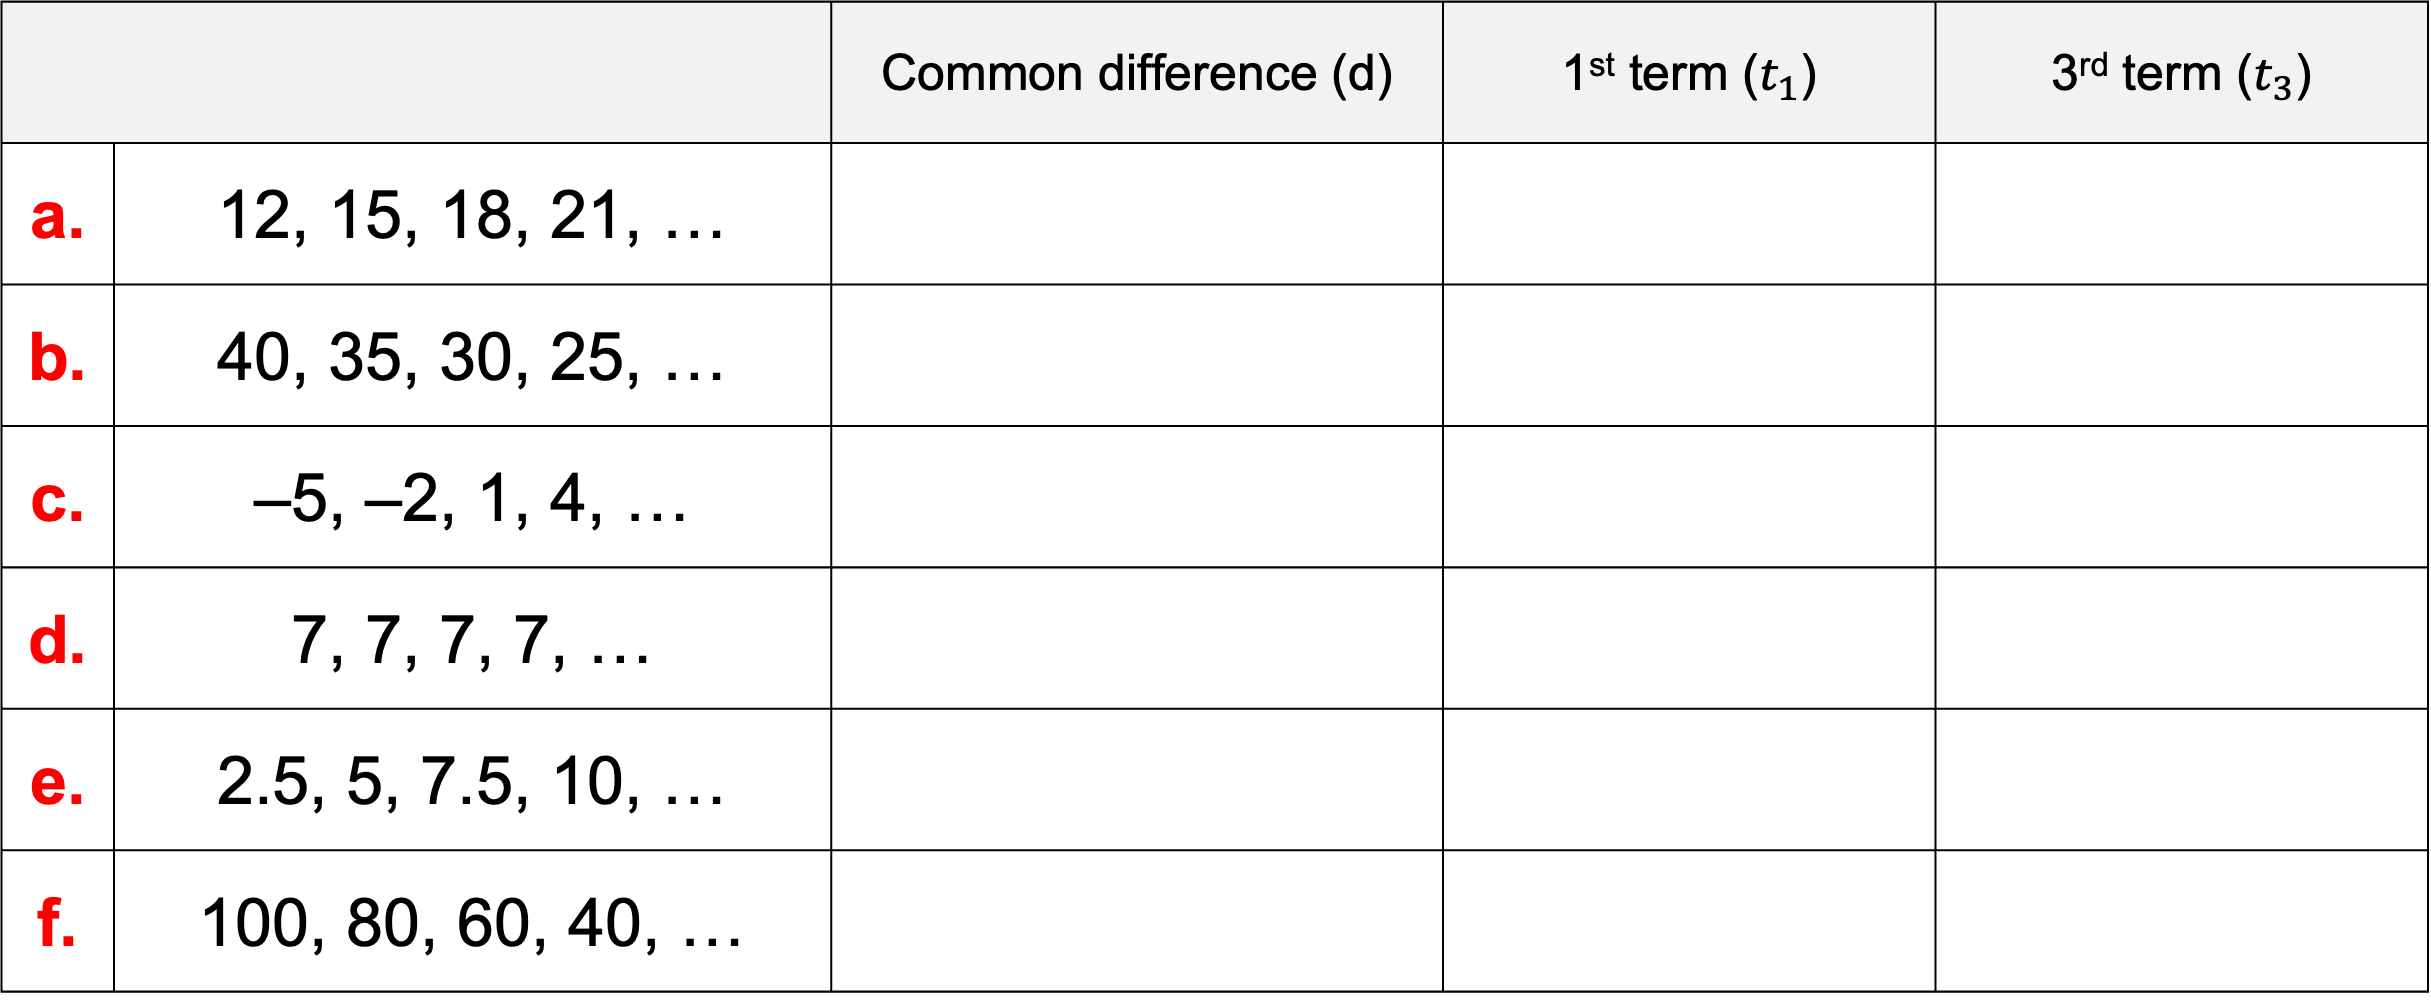 Common difference (d) 1st term (t₁) 3rd term (t₃)
a. 12, 15, 18, 21, …
b. 40, 35, 30, 25, …
c. –5, –2, 1, 4, …
d. 7, 7, 7, 7, …
e. 2.5, 5, 7.5, 10, …
f. 100, 80, 60, 40, …